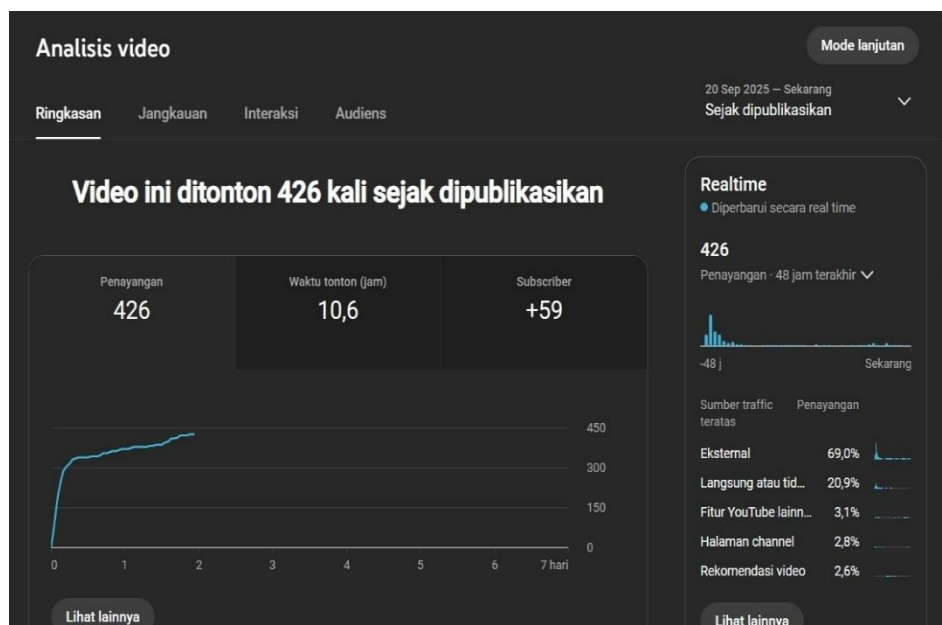 Analisis video
Mode lanjutan
Ringkasan
Jangkauan
Interaksi
Audiens
20 Sep 2025 – Sekarang
Sejak dipublikasikan
Video ini ditonton 426 kali sejak dipublikasikan
Penayangan
426
Waktu tonton (jam)
10,6
Subscriber
+59
450
300
150
0
0 1 2 3 4 5 6 7 hari
Lihat lainnya
Realtime
Diperbarui secara real time
426
Penayangan · 48 jam terakhir
-48 j
Sekarang
Sumber traffic teratas
Penayangan
Eksternal 69,0%
Langsung atau tid... 20,9%
Fitur YouTube lainn... 3,1%
Halaman channel 2,8%
Rekomendasi video 2,6%
Lihat lainnya